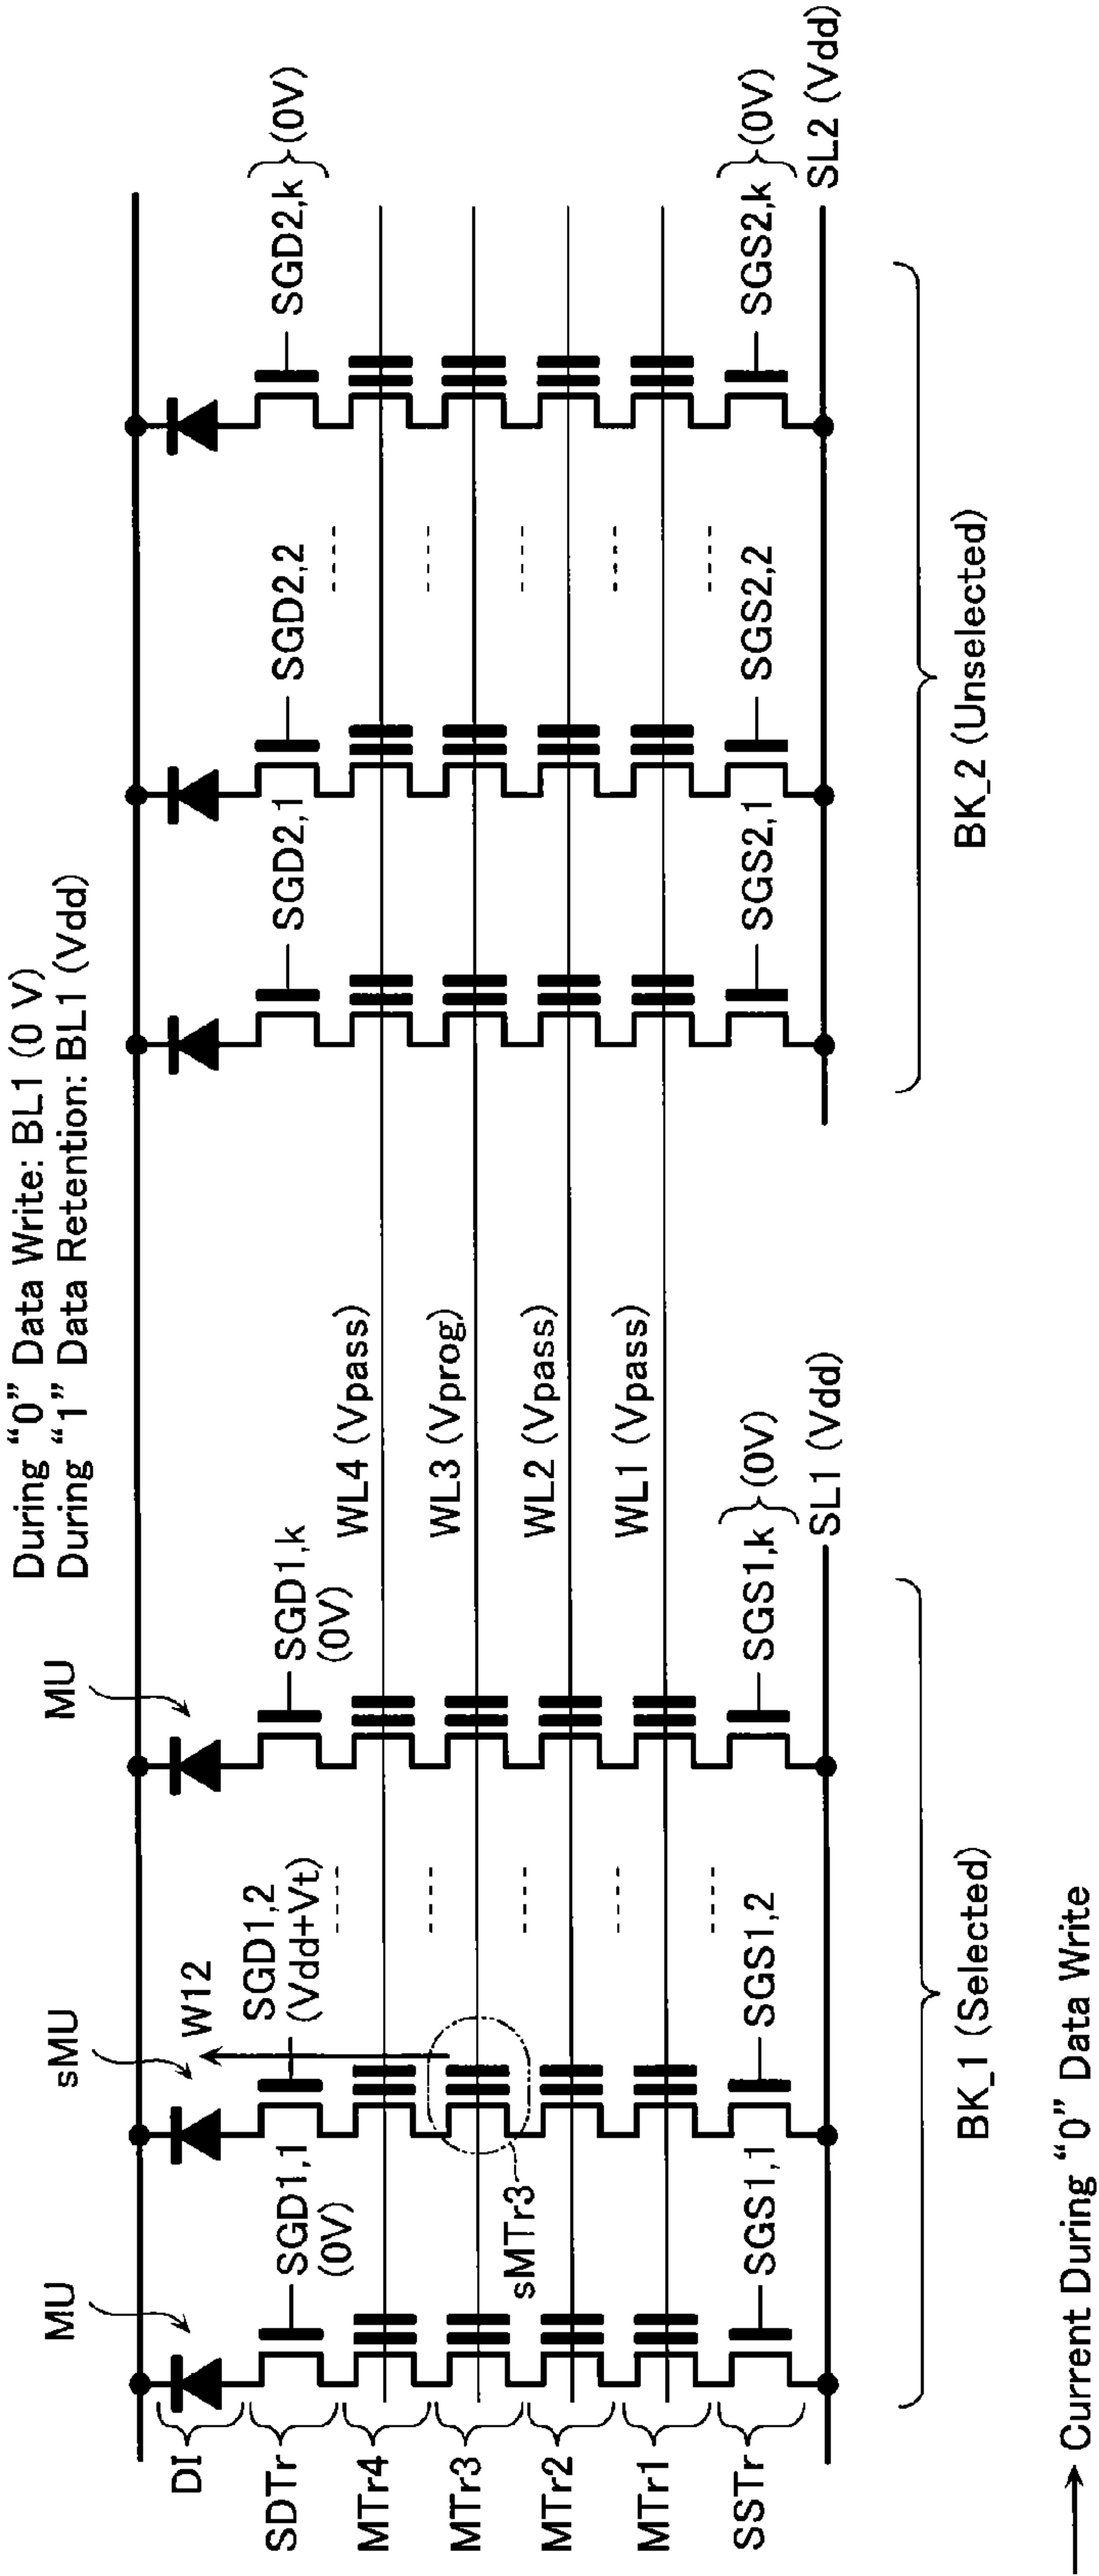 During “0” Data Write: BL1 (0 V)
During “1” Data Retention: BL1 (Vdd)
MU
sMU
MU
W12
DI
SDTr
MTr4
MTr3
MTr2
MTr1
SSTr
SGD1,1
(0V)
SGD1,2
(Vdd+Vt)
SGD1,k
(0V)
SGD2,1
SGD2,2
SGD2,k
(0V)
WL4 (Vpass)
WL3 (Vprog)
WL2 (Vpass)
WL1 (Vpass)
sMTr3
SGS1,1
SGS1,2
SGS1,k
(0V)
SGS2,1
SGS2,2
SGS2,k
(0V)
SL1 (Vdd)
SL2 (Vdd)
BK_1 (Selected)
BK_2 (Unselected)
Current During “0” Data Write